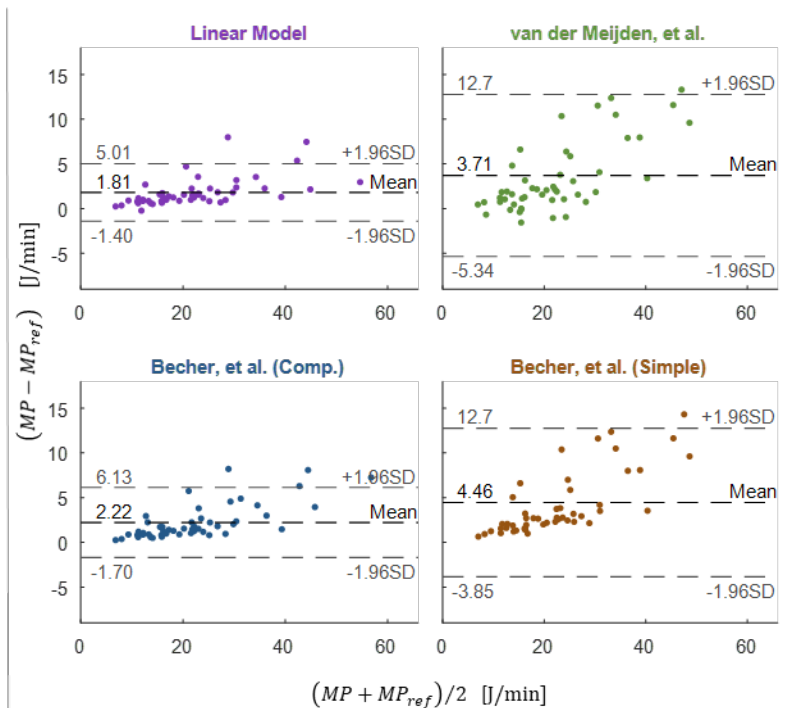 Linear Model
van der Meijden, et al.
15
10
5
0
-5
5.01
+1.96SD
1.81
Mean
-1.40
-1.96SD
0
20
40
60
12.7
+1.96SD
3.71
Mean
-5.34
-1.96SD
0
20
40
60
(MP − MPref) [J/min]
Becher, et al. (Comp.)
Becher, et al. (Simple)
15
10
5
0
-5
6.13
+1.96SD
2.22
Mean
-1.70
-1.96SD
0
20
40
60
12.7
+1.96SD
4.46
Mean
-3.85
-1.96SD
0
20
40
60
(MP + MPref)/2 [J/min]